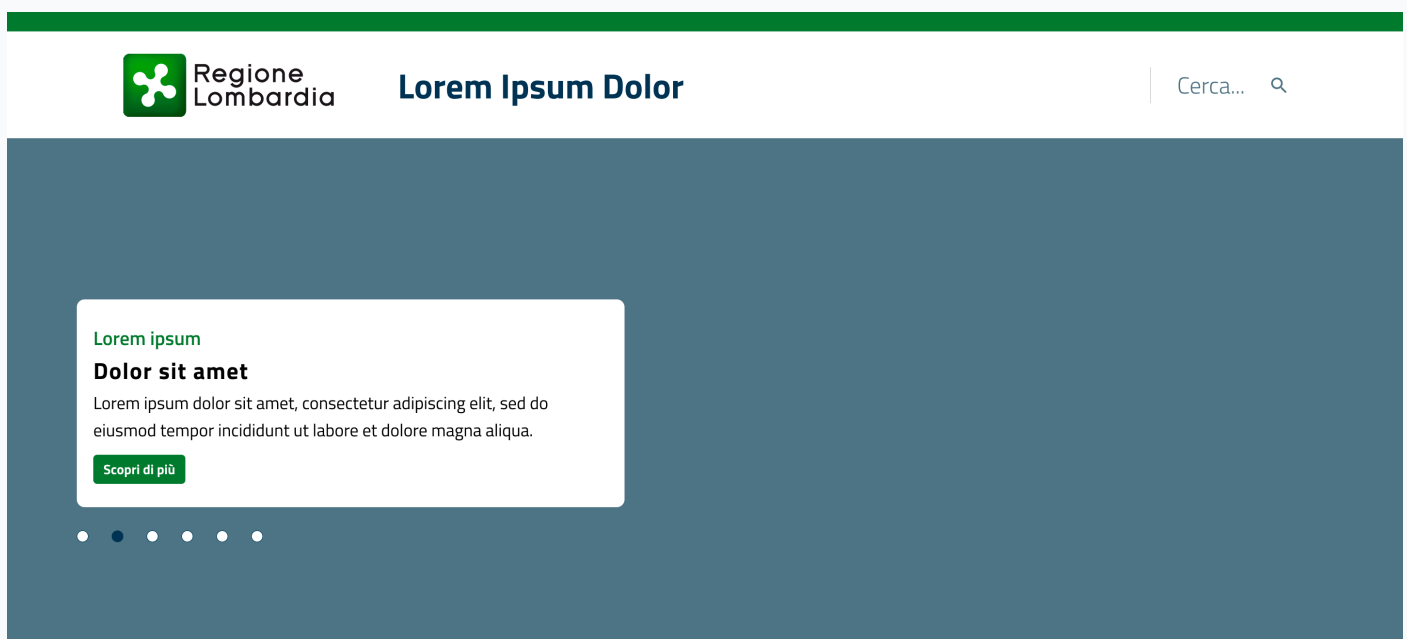 Regione
Lombardia
Lorem Ipsum Dolor
Cerca...
Lorem ipsum
Dolor sit amet
Lorem ipsum dolor sit amet, consectetur adipiscing elit, sed do
eiusmod tempor incididunt ut labore et dolore magna aliqua.
Scopri di più